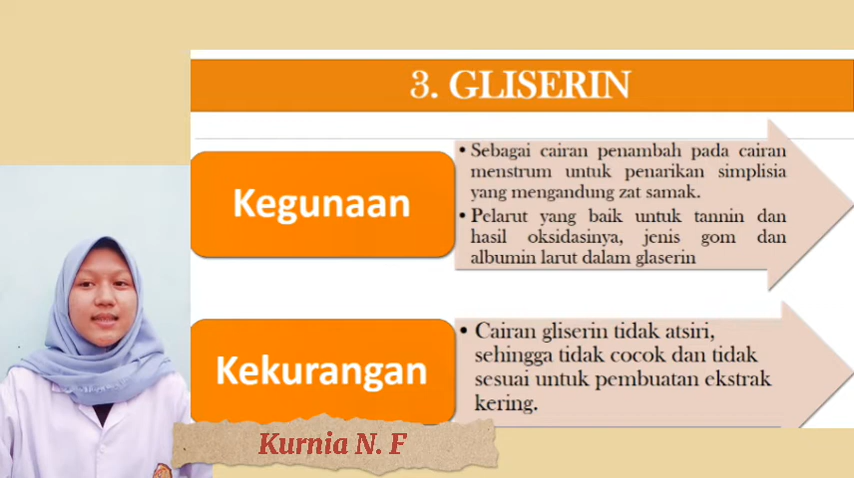 3. GLISERIN
Kegunaan
• Sebagai cairan penambah pada cairan
menstrum untuk penarikan simplisia
yang mengandung zat samak.
• Pelarut yang baik untuk tannin dan
hasil oksidasinya, jenis gom dan
albumin larut dalam glaserin
Kekurangan
• Cairan gliserin tidak atsiri,
sehingga tidak cocok dan tidak
sesuai untuk pembuatan ekstrak
kering.
Kurnia N. F